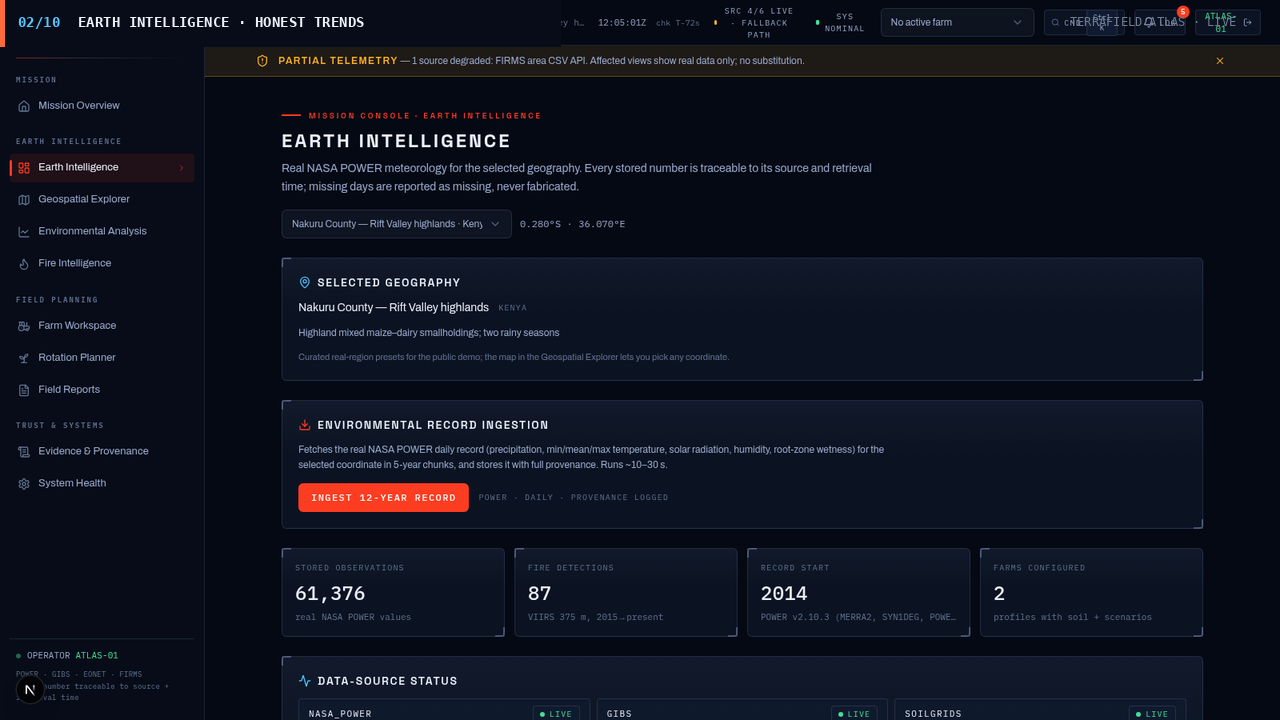 02/10 EARTH INTELLIGENCE · HONEST TRENDS
12:05:01Z chk T-72s
SRC 4/6 LIVE
· FALLBACK
PATH
SYS
NOMINAL
No active farm
TERRAFIELD ATLAS · LIVE
5
ATLAS-
01
PARTIAL TELEMETRY — 1 source degraded: FIRMS area CSV API. Affected views show real data only; no substitution.
MISSION
Mission Overview
EARTH INTELLIGENCE
Earth Intelligence
Geospatial Explorer
Environmental Analysis
Fire Intelligence
FIELD PLANNING
Farm Workspace
Rotation Planner
Field Reports
TRUST & SYSTEMS
Evidence & Provenance
System Health
OPERATOR ATLAS-01
POWER · GIBS · EONET · FIRMS
number traceable to source +
time
N
MISSION CONSOLE · EARTH INTELLIGENCE
EARTH INTELLIGENCE
Real NASA POWER meteorology for the selected geography. Every stored number is traceable to its source and retrieval
time; missing days are reported as missing, never fabricated.
Nakuru County — Rift Valley highlands · Keny
0.280°S · 36.070°E
SELECTED GEOGRAPHY
Nakuru County — Rift Valley highlands KENYA
Highland mixed maize–dairy smallholdings; two rainy seasons
Curated real-region presets for the public demo; the map in the Geospatial Explorer lets you pick any coordinate.
ENVIRONMENTAL RECORD INGESTION
Fetches the real NASA POWER daily record (precipitation, min/mean/max temperature, solar radiation, humidity, root-zone wetness) for the
selected coordinate in 5-year chunks, and stores it with full provenance. Runs ~10–30 s.
INGEST 12-YEAR RECORD
POWER · DAILY · PROVENANCE LOGGED
STORED OBSERVATIONS
61,376
real NASA POWER values
FIRE DETECTIONS
87
VIIRS 375 m, 2015→present
RECORD START
2014
POWER v2.10.3 (MERRA2, SYN1DEG, POWE…
FARMS CONFIGURED
2
profiles with soil + scenarios
DATA-SOURCE STATUS
NASA_POWER LIVE
GIBS LIVE
SOILGRIDS LIVE